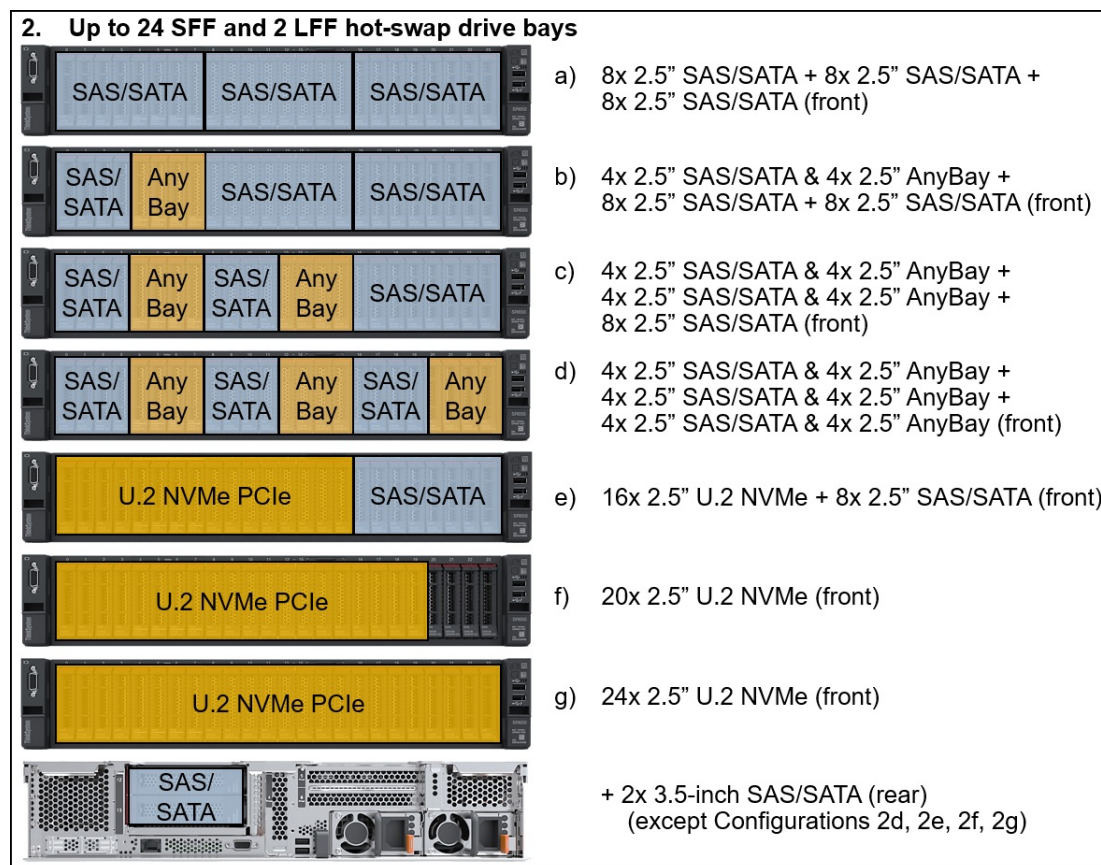 2. Up to 24 SFF and 2 LFF hot-swap drive bays
SAS/SATA SAS/SATA SAS/SATA
a) 8x 2.5” SAS/SATA + 8x 2.5” SAS/SATA +
8x 2.5” SAS/SATA (front)
SAS/ Any
SATA Bay SAS/SATA SAS/SATA
b) 4x 2.5” SAS/SATA & 4x 2.5” AnyBay +
8x 2.5” SAS/SATA + 8x 2.5” SAS/SATA (front)
SAS/ Any SAS/ Any
SATA Bay SATA Bay SAS/SATA
c) 4x 2.5” SAS/SATA & 4x 2.5” AnyBay +
4x 2.5” SAS/SATA & 4x 2.5” AnyBay +
8x 2.5” SAS/SATA (front)
SAS/ Any SAS/ Any SAS/ Any
SATA Bay SATA Bay SATA Bay
d) 4x 2.5” SAS/SATA & 4x 2.5” AnyBay +
4x 2.5” SAS/SATA & 4x 2.5” AnyBay +
4x 2.5” SAS/SATA & 4x 2.5” AnyBay (front)
U.2 NVMe PCIe SAS/SATA
e) 16x 2.5” U.2 NVMe + 8x 2.5” SAS/SATA (front)
U.2 NVMe PCIe
f) 20x 2.5” U.2 NVMe (front)
U.2 NVMe PCIe
g) 24x 2.5” U.2 NVMe (front)
SAS/
SATA
+ 2x 3.5-inch SAS/SATA (rear)
(except Configurations 2d, 2e, 2f, 2g)